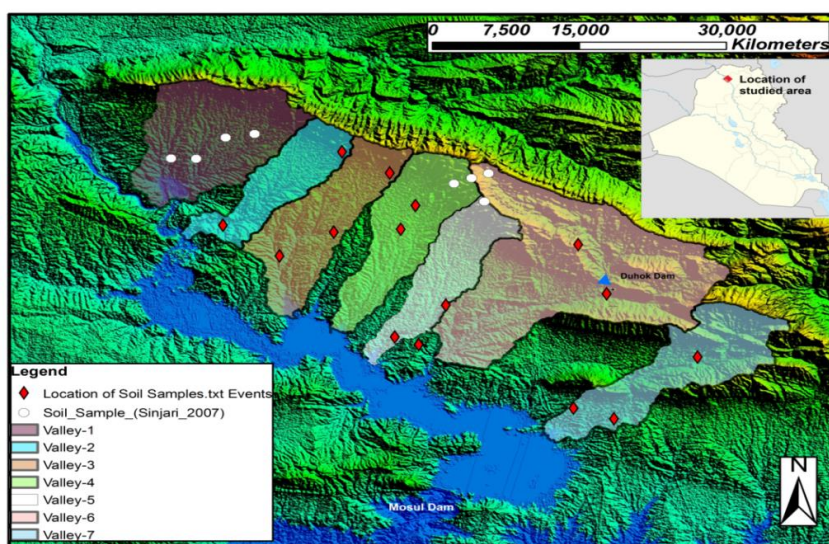 0 7,500 15,000 30,000
Kilometers
Location of
studied area
Duhok Dam
Legend
Location of Soil Samples.txt Events
Soil_Sample_(Sinjari_2007)
Valley-1
Valley-2
Valley-3
Valley-4
Valley-5
Valley-6
Valley-7
Mosul Dam
N